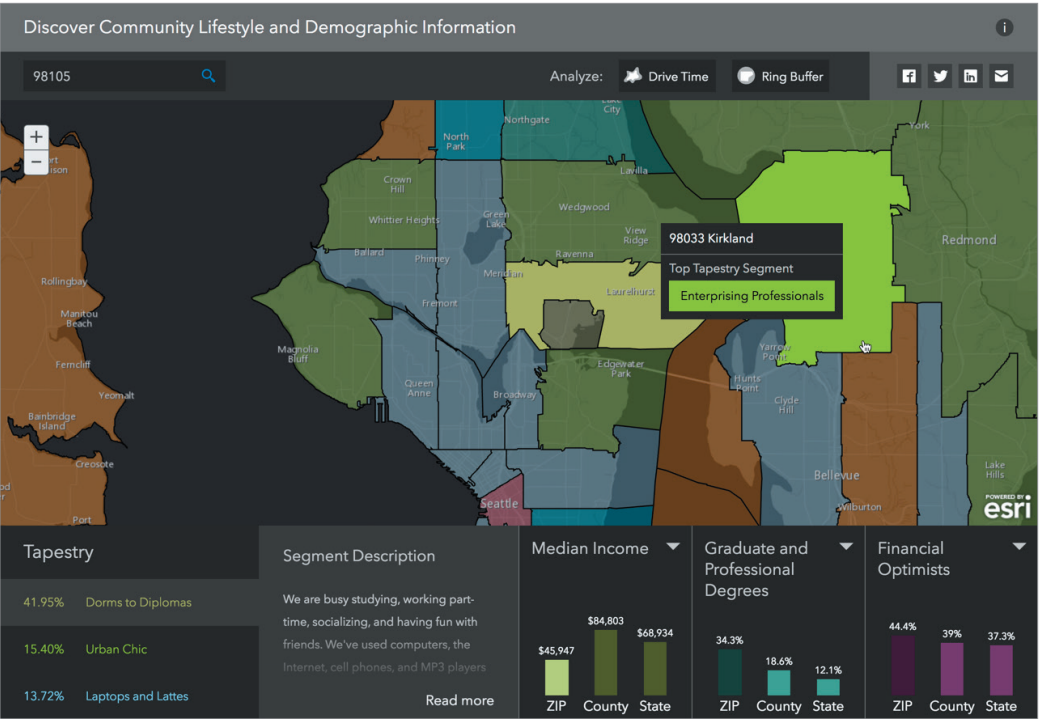 Discover Community Lifestyle and Demographic Information
98105
Analyze:
Drive Time
Ring Buffer
+
−
North
Park
Northgate
City
York
Lavilla
Crown
Hill
Whittier Heights
Green
Lake
Wedgwood
View
Ridge
Ravenna
Ballard
Phinney
Meridian
Laurelhurst
Fremont
98033 Kirkland
Top Tapestry Segment
Enterprising Professionals
Redmond
Rollingbay
Manitou
Beach
Ferncliff
Yeomalt
Bainbridge
Island
Creosote
Port
Magnolia
Bluff
Queen
Anne
Broadway
Edgewater
Park
Yarrow
Point
Hunts
Point
Clyde
Hill
Bellevue
Wilburton
Lake
Hills
Seattle
POWERED BY
esri
Tapestry
41.95% Dorms to Diplomas
15.40% Urban Chic
13.72% Laptops and Lattes
Segment Description
We are busy studying, working part-
time, socializing, and having fun with
friends. We've used computers, the
Internet, cell phones, and MP3 players
Read more
Median Income
$45,947
$84,803
$68,934
ZIP County State
Graduate and
Professional
Degrees
34.3%
18.6%
12.1%
ZIP County State
Financial
Optimists
44.4%
39%
37.3%
ZIP County State